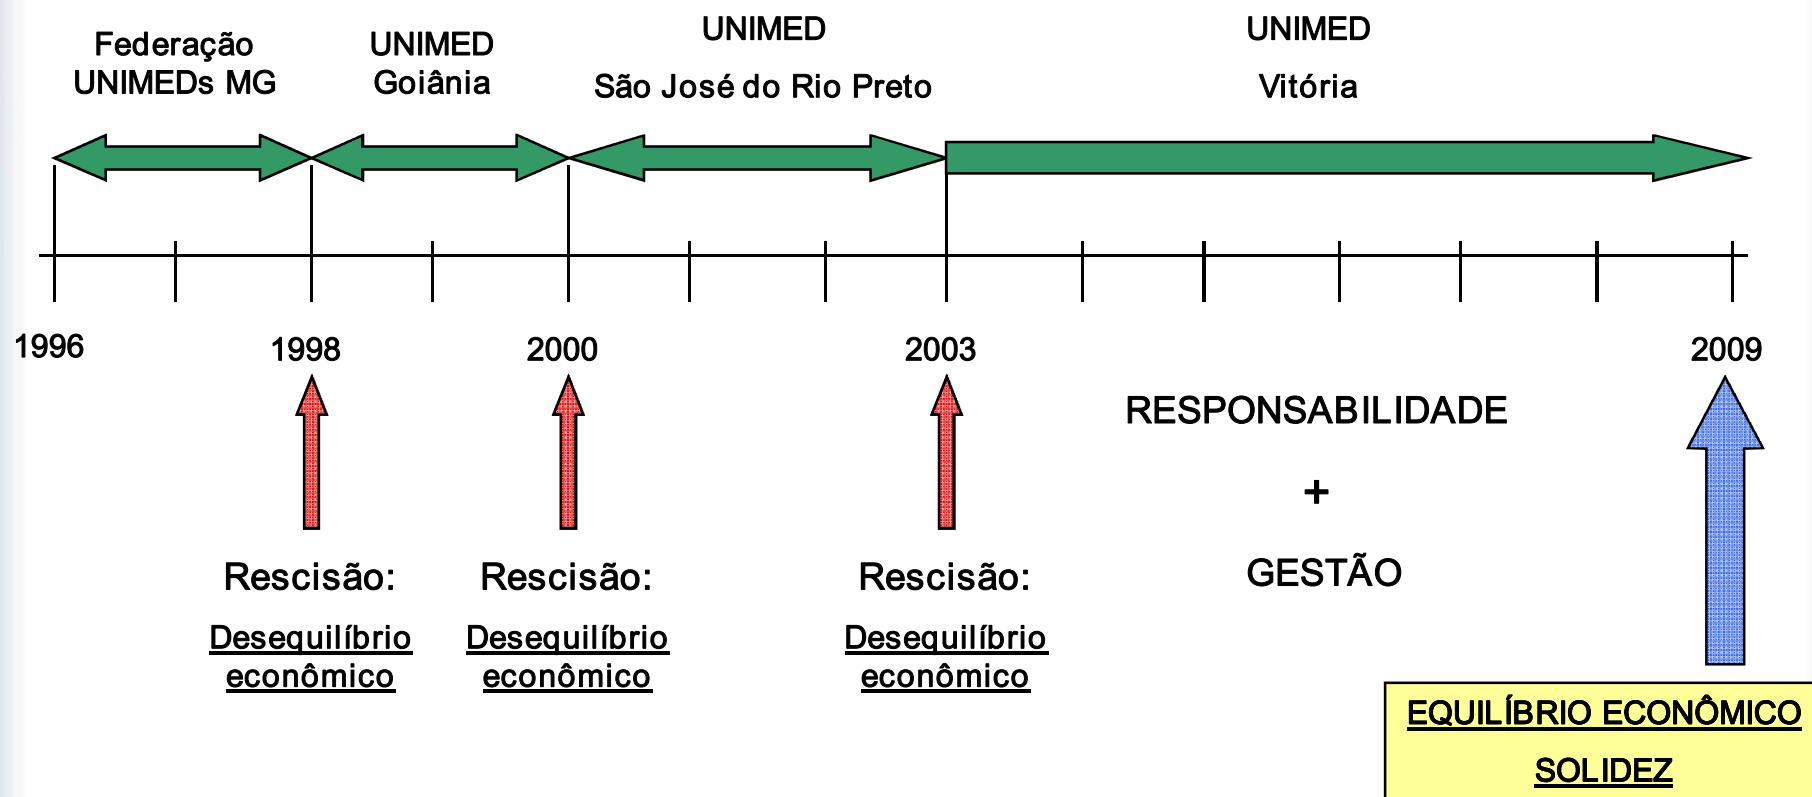 Federação
UNIMEDs MG
UNIMED
Goiânia
UNIMED
São José do Rio Preto
UNIMED
Vitória
1996
1998
2000
2003
2009
RESPONSABILIDADE
+
GESTÃO
Rescisão:
Desequilíbrio
econômico
Rescisão:
Desequilíbrio
econômico
Rescisão:
Desequilíbrio
econômico
EQUILÍBRIO ECONÔMICO
SOLIDEZ